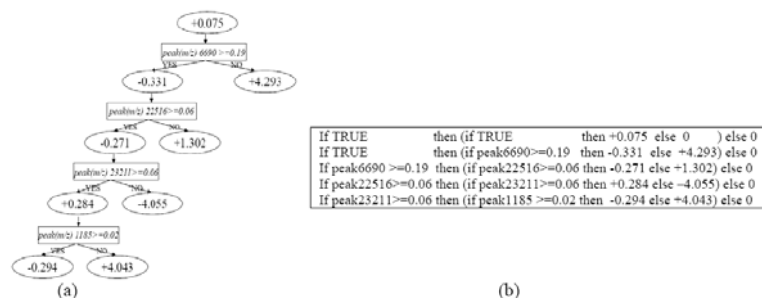 +0.075
peak(m/z) 6690 >=0.19
YES NO
-0.331 +4.293
peak(m/z) 22516>=0.06
YES NO
-0.271 +1.302
peak(m/z) 23211>=0.06
YES NO
+0.284 -4.055
peak(m/z) 1185>=0.02
YES NO
-0.294 +4.043
(a)
If TRUE then (if TRUE then +0.075 else 0 ) else 0
If TRUE then (if peak6690>=0.19 then -0.331 else +4.293) else 0
If peak6690 >=0.19 then (if peak22516>=0.06 then -0.271 else +1.302) else 0
If peak22516>=0.06 then (if peak23211>=0.06 then +0.284 else –4.055) else 0
If peak23211>=0.06 then (if peak1185 >=0.02 then -0.294 else +4.043) else 0
(b)